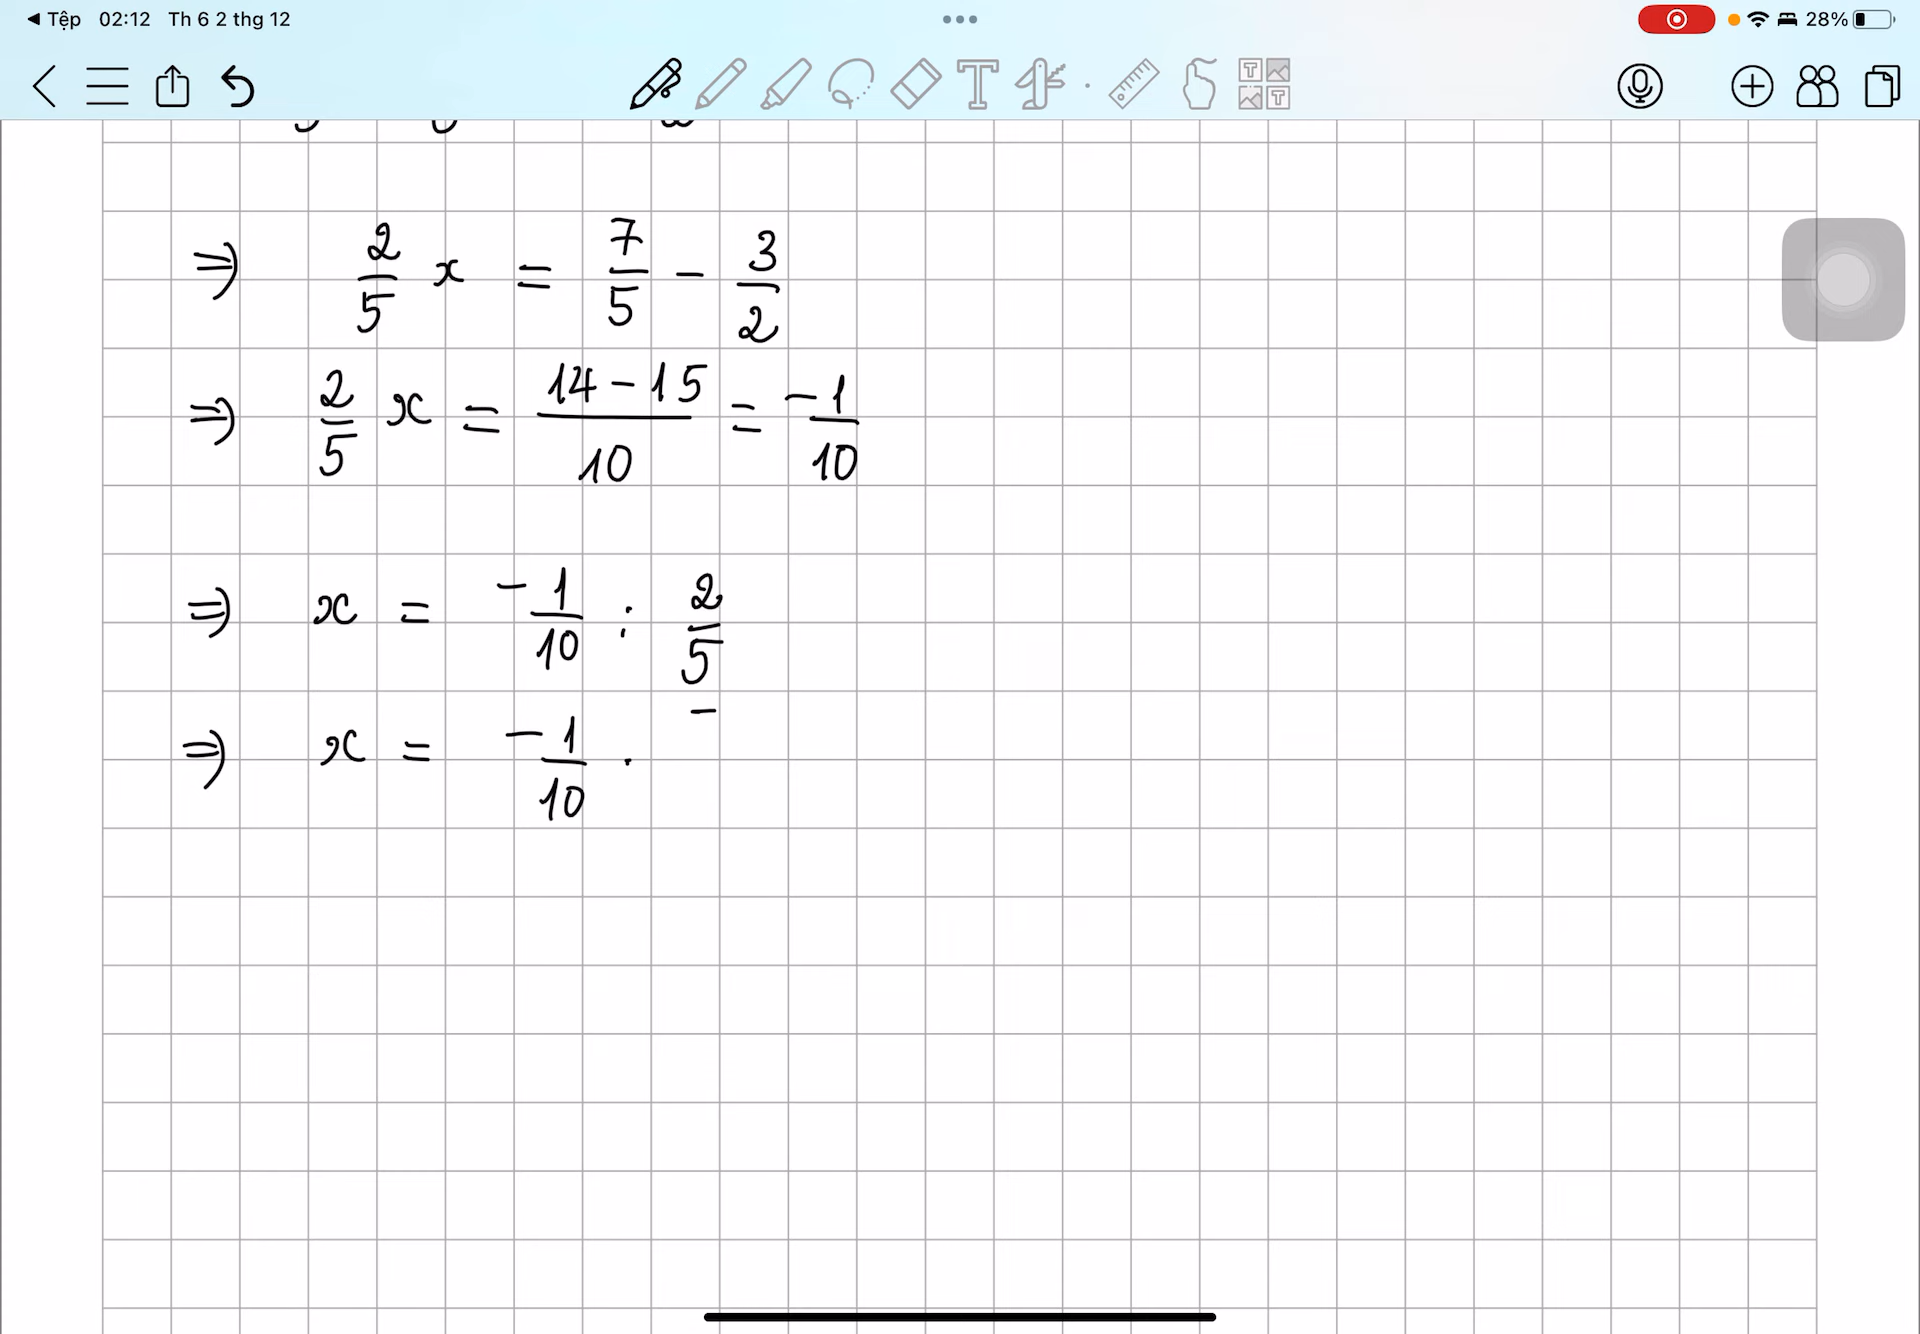 ◀ Tệp 02:12 Th 6 2 thg 12 28%
⇒ 2/5 x = 7/5 - 3/2
⇒ 2/5 x = (14 - 15)/10 = -1/10
⇒ x = -1/10 : 2/5
⇒ x = -1/10 .